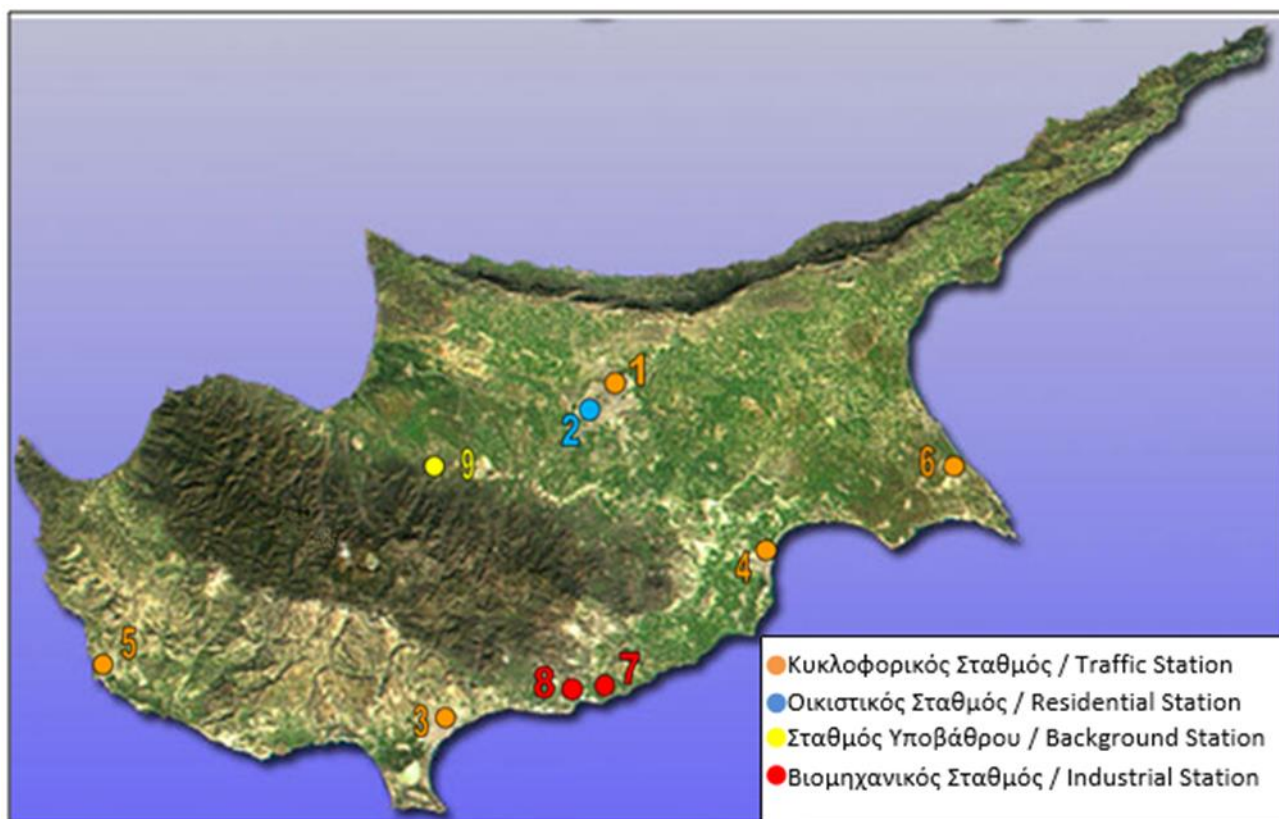 1
2
9
6
4
5
8
7
3
Κυκλοφορικός Σταθμός / Traffic Station
Οικιστικός Σταθμός / Residential Station
Σταθμός Υποβάθρου / Background Station
Βιομηχανικός Σταθμός / Industrial Station